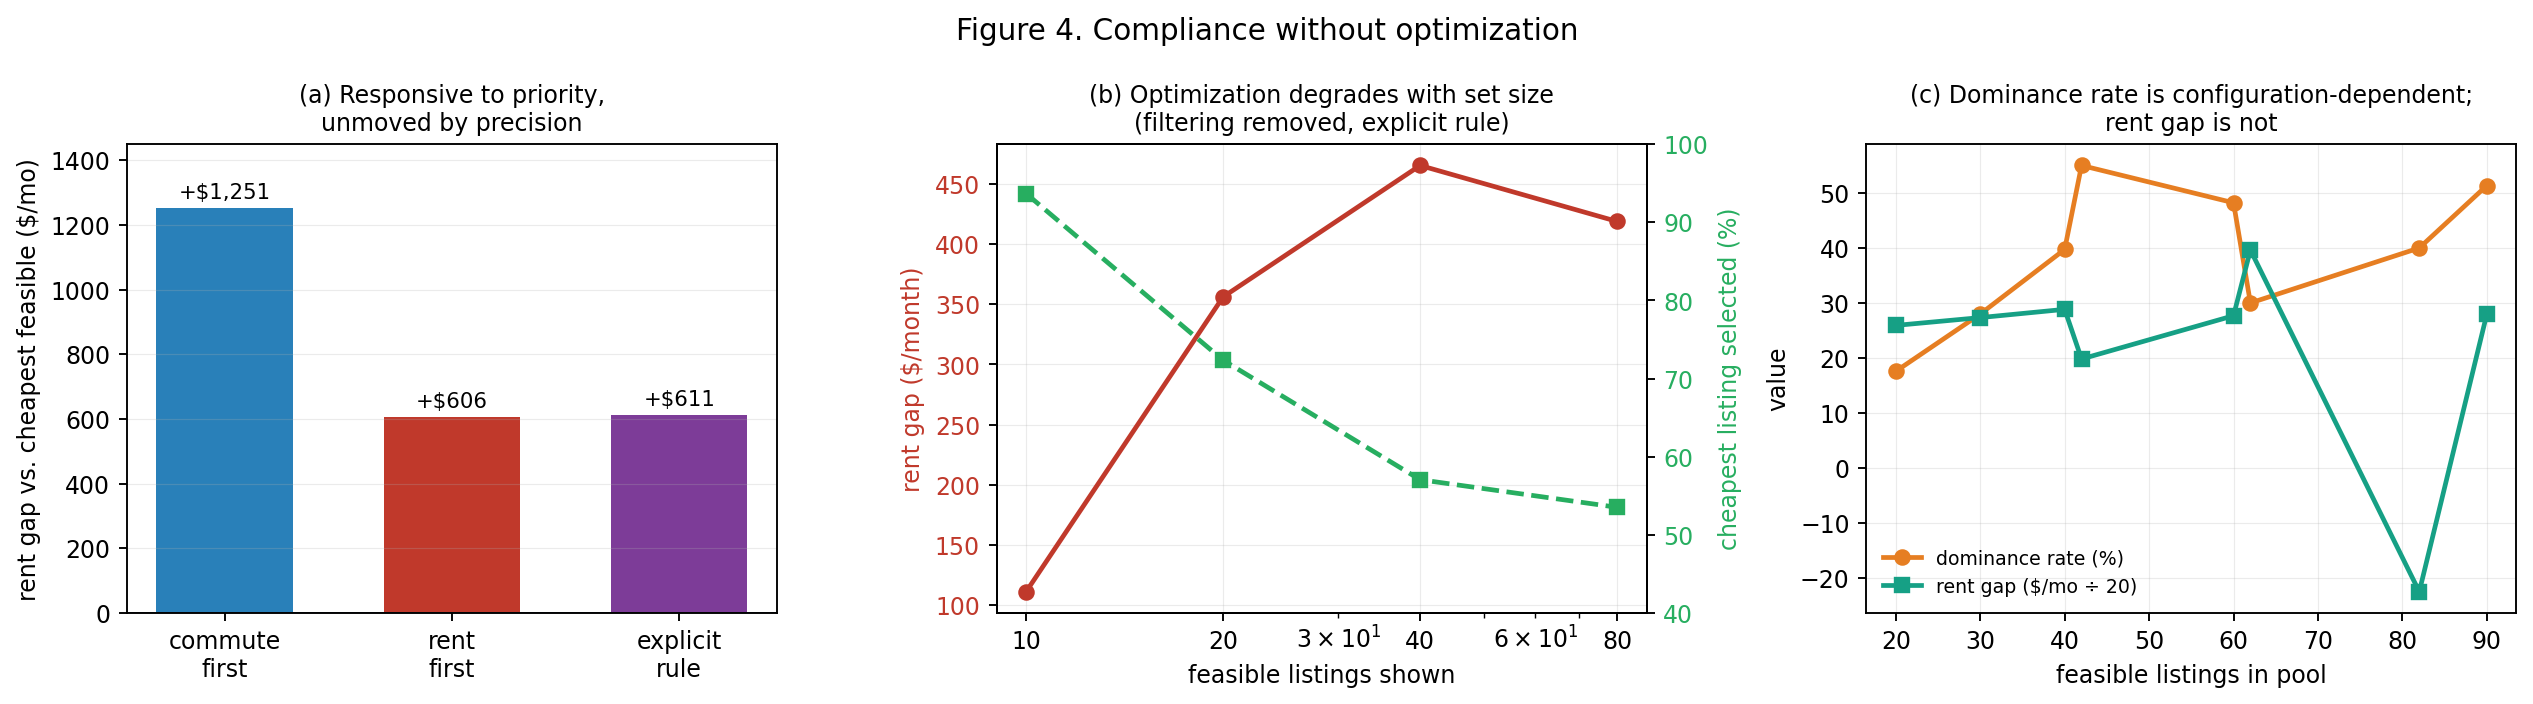 Figure 4. Compliance without optimization
(a) Responsive to priority,
unmoved by precision
rent gap vs. cheapest feasible ($/mo)
1400
1200
1000
800
600
400
200
0
+$1,251
+$606
+$611
commute
first
rent
first
explicit
rule
(b) Optimization degrades with set size
(filtering removed, explicit rule)
rent gap ($/month)
450
400
350
300
250
200
150
100
100
90
80
70
60
50
40
cheapest listing selected (%)
10
20
3 × 10¹
40
6 × 10¹
80
feasible listings shown
(c) Dominance rate is configuration-dependent;
rent gap is not
value
50
40
30
20
10
0
−10
−20
dominance rate (%)
rent gap ($/mo ÷ 20)
20
30
40
50
60
70
80
90
feasible listings in pool